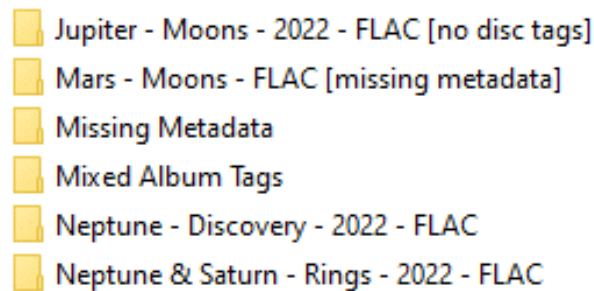 Jupiter - Moons - 2022 - FLAC [no disc tags]
Mars - Moons - FLAC [missing metadata]
Missing Metadata
Mixed Album Tags
Neptune - Discovery - 2022 - FLAC
Neptune & Saturn - Rings - 2022 - FLAC